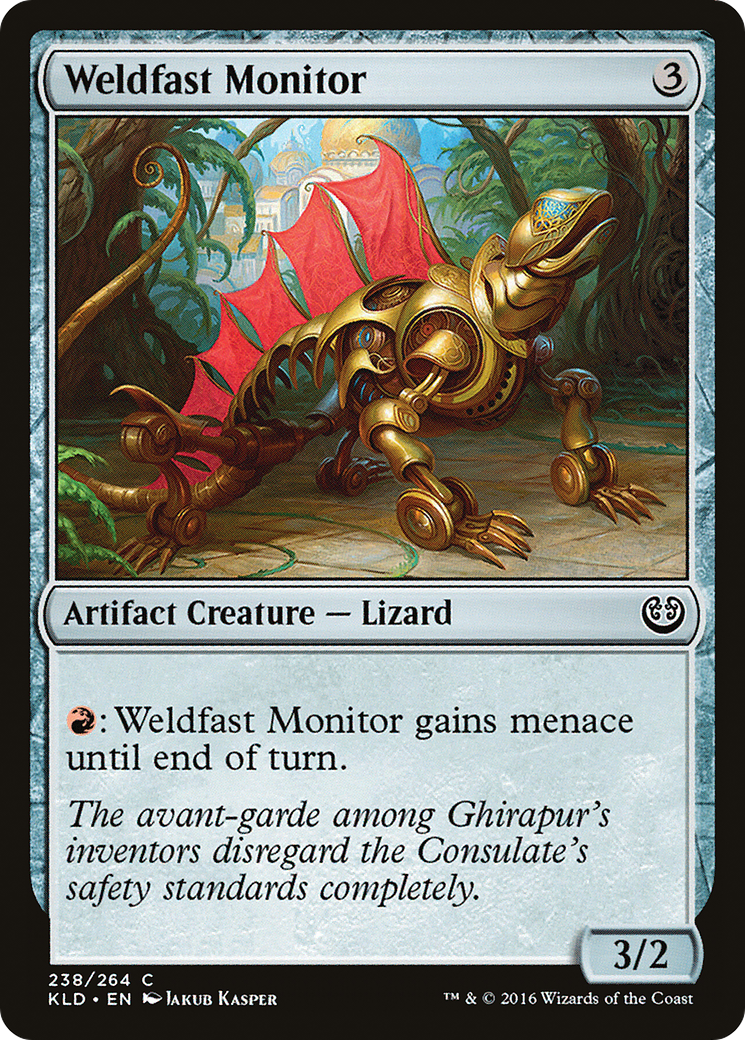 Weldfast Monitor 3
Artifact Creature — Lizard
: Weldfast Monitor gains menace
until end of turn.
The avant-garde among Ghirapur's
inventors disregard the Consulate's
safety standards completely.
3/2
238/264 C
KLD • EN Jakub Kasper
™ & © 2016 Wizards of the Coast